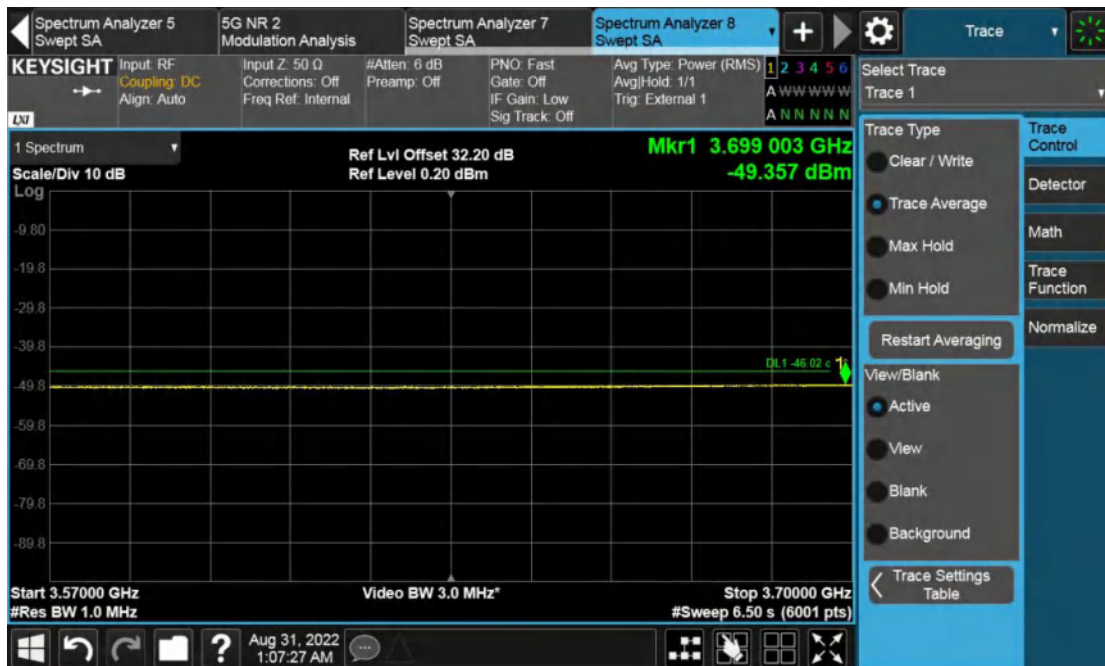 Spectrum Analyzer 5
Swept SA
5G NR 2
Modulation Analysis
Spectrum Analyzer 7
Swept SA
Spectrum Analyzer 8
Swept SA
Trace
KEYSIGHT
LXI
Input: RF
Coupling: DC
Align: Auto
Input Z: 50 Ω
Corrections: Off
Freq Ref: Internal
#Atten: 6 dB
Preamp: Off
PNO: Fast
Gate: Off
IF Gain: Low
Sig Track: Off
Avg Type: Power (RMS)
Avg|Hold: 1/1
Trig: External 1
1 2 3 4 5 6
A W W W W W
A N N N N N
Select Trace
Trace 1
1 Spectrum
Scale/Div 10 dB
Log
Ref Lvl Offset 32.20 dB
Ref Level 0.20 dBm
Mkr1 3.699 003 GHz
-49.357 dBm
-9.80
-19.8
-29.8
-39.8
-49.8
-59.8
-69.8
-79.8
-89.8
DL1 -46.02
1
Start 3.57000 GHz
#Res BW 1.0 MHz
Video BW 3.0 MHz*
Stop 3.70000 GHz
#Sweep 6.50 s (6001 pts)
Trace Type
Clear / Write
Trace Average
Max Hold
Min Hold
Restart Averaging
View/Blank
Active
View
Blank
Background
Trace Settings
Table
Trace
Control
Detector
Math
Trace
Function
Normalize
?
Aug 31, 2022
1:07:27 AM